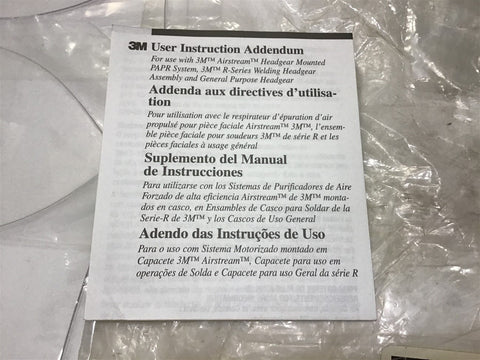 3M User Instruction Addendum
For use with 3M™ Airstream™ Headgear Mounted
PAPR System, 3M™ R-Series Welding Headgear
Assembly and General Purpose Headgear
Addenda aux directives d'utilisa-
tion
Pour utilisation avec le respirateur d'épuration d'air
propulsé pour pièce faciale Airstream™ 3M™, l'ensem-
ble pièce faciale pour soudeurs 3M™ de série R et les
pièces faciales à usage général
Suplemento del Manual
de Instrucciones
Para utilizarse con los Sistemas de Purificadores de Aire
Forzado de alta eficiencia Airstream™ de 3M™ monta-
dos en casco, en Ensambles de Casco para Soldar de la
Serie-R de 3M™ y los Cascos de Uso General
Adendo das Instruções de Uso
Para o uso com Sistema Motorizado montado em
Capacete 3M™ Airstream™, Capacete para uso em
operações de Solda e Capacete para uso Geral da série R